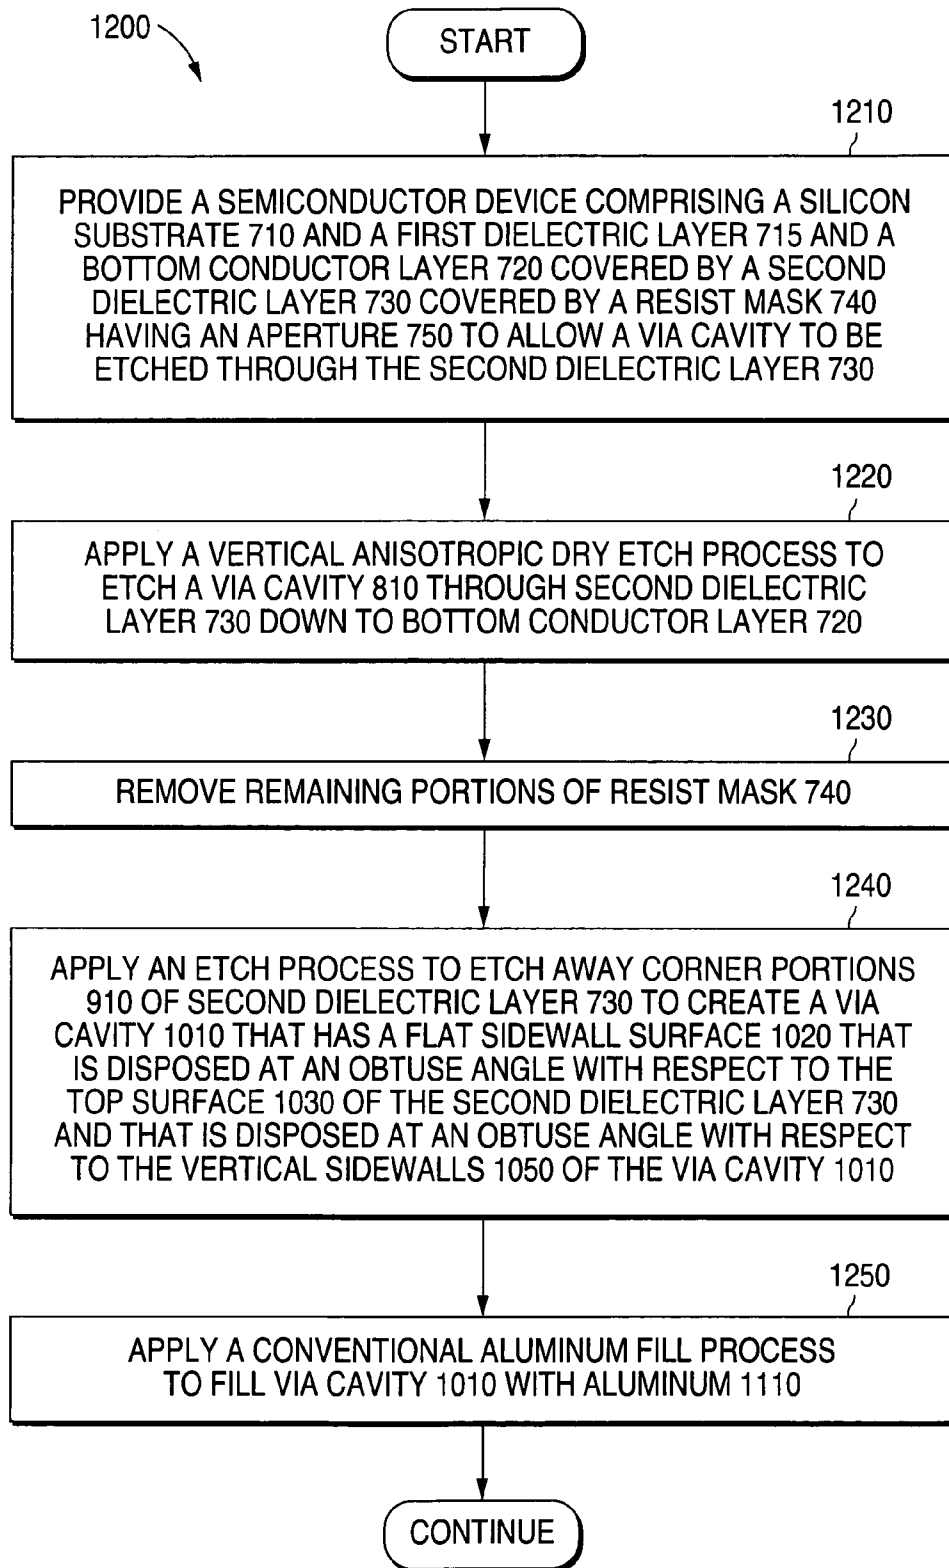 1200
START
1210
PROVIDE A SEMICONDUCTOR DEVICE COMPRISING A SILICON
SUBSTRATE 710 AND A FIRST DIELECTRIC LAYER 715 AND A
BOTTOM CONDUCTOR LAYER 720 COVERED BY A SECOND
DIELECTRIC LAYER 730 COVERED BY A RESIST MASK 740
HAVING AN APERTURE 750 TO ALLOW A VIA CAVITY TO BE
ETCHED THROUGH THE SECOND DIELECTRIC LAYER 730
1220
APPLY A VERTICAL ANISOTROPIC DRY ETCH PROCESS TO
ETCH A VIA CAVITY 810 THROUGH SECOND DIELECTRIC
LAYER 730 DOWN TO BOTTOM CONDUCTOR LAYER 720
1230
REMOVE REMAINING PORTIONS OF RESIST MASK 740
1240
APPLY AN ETCH PROCESS TO ETCH AWAY CORNER PORTIONS
910 OF SECOND DIELECTRIC LAYER 730 TO CREATE A VIA
CAVITY 1010 THAT HAS A FLAT SIDEWALL SURFACE 1020 THAT
IS DISPOSED AT AN OBTUSE ANGLE WITH RESPECT TO THE
TOP SURFACE 1030 OF THE SECOND DIELECTRIC LAYER 730
AND THAT IS DISPOSED AT AN OBTUSE ANGLE WITH RESPECT
TO THE VERTICAL SIDEWALLS 1050 OF THE VIA CAVITY 1010
1250
APPLY A CONVENTIONAL ALUMINUM FILL PROCESS
TO FILL VIA CAVITY 1010 WITH ALUMINUM 1110
CONTINUE